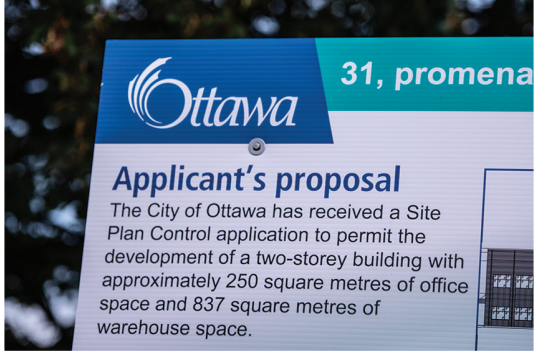 Ottawa
31, promena
Applicant's proposal
The City of Ottawa has received a Site
Plan Control application to permit the
development of a two-storey building with
approximately 250 square metres of office
space and 837 square metres of
warehouse space.